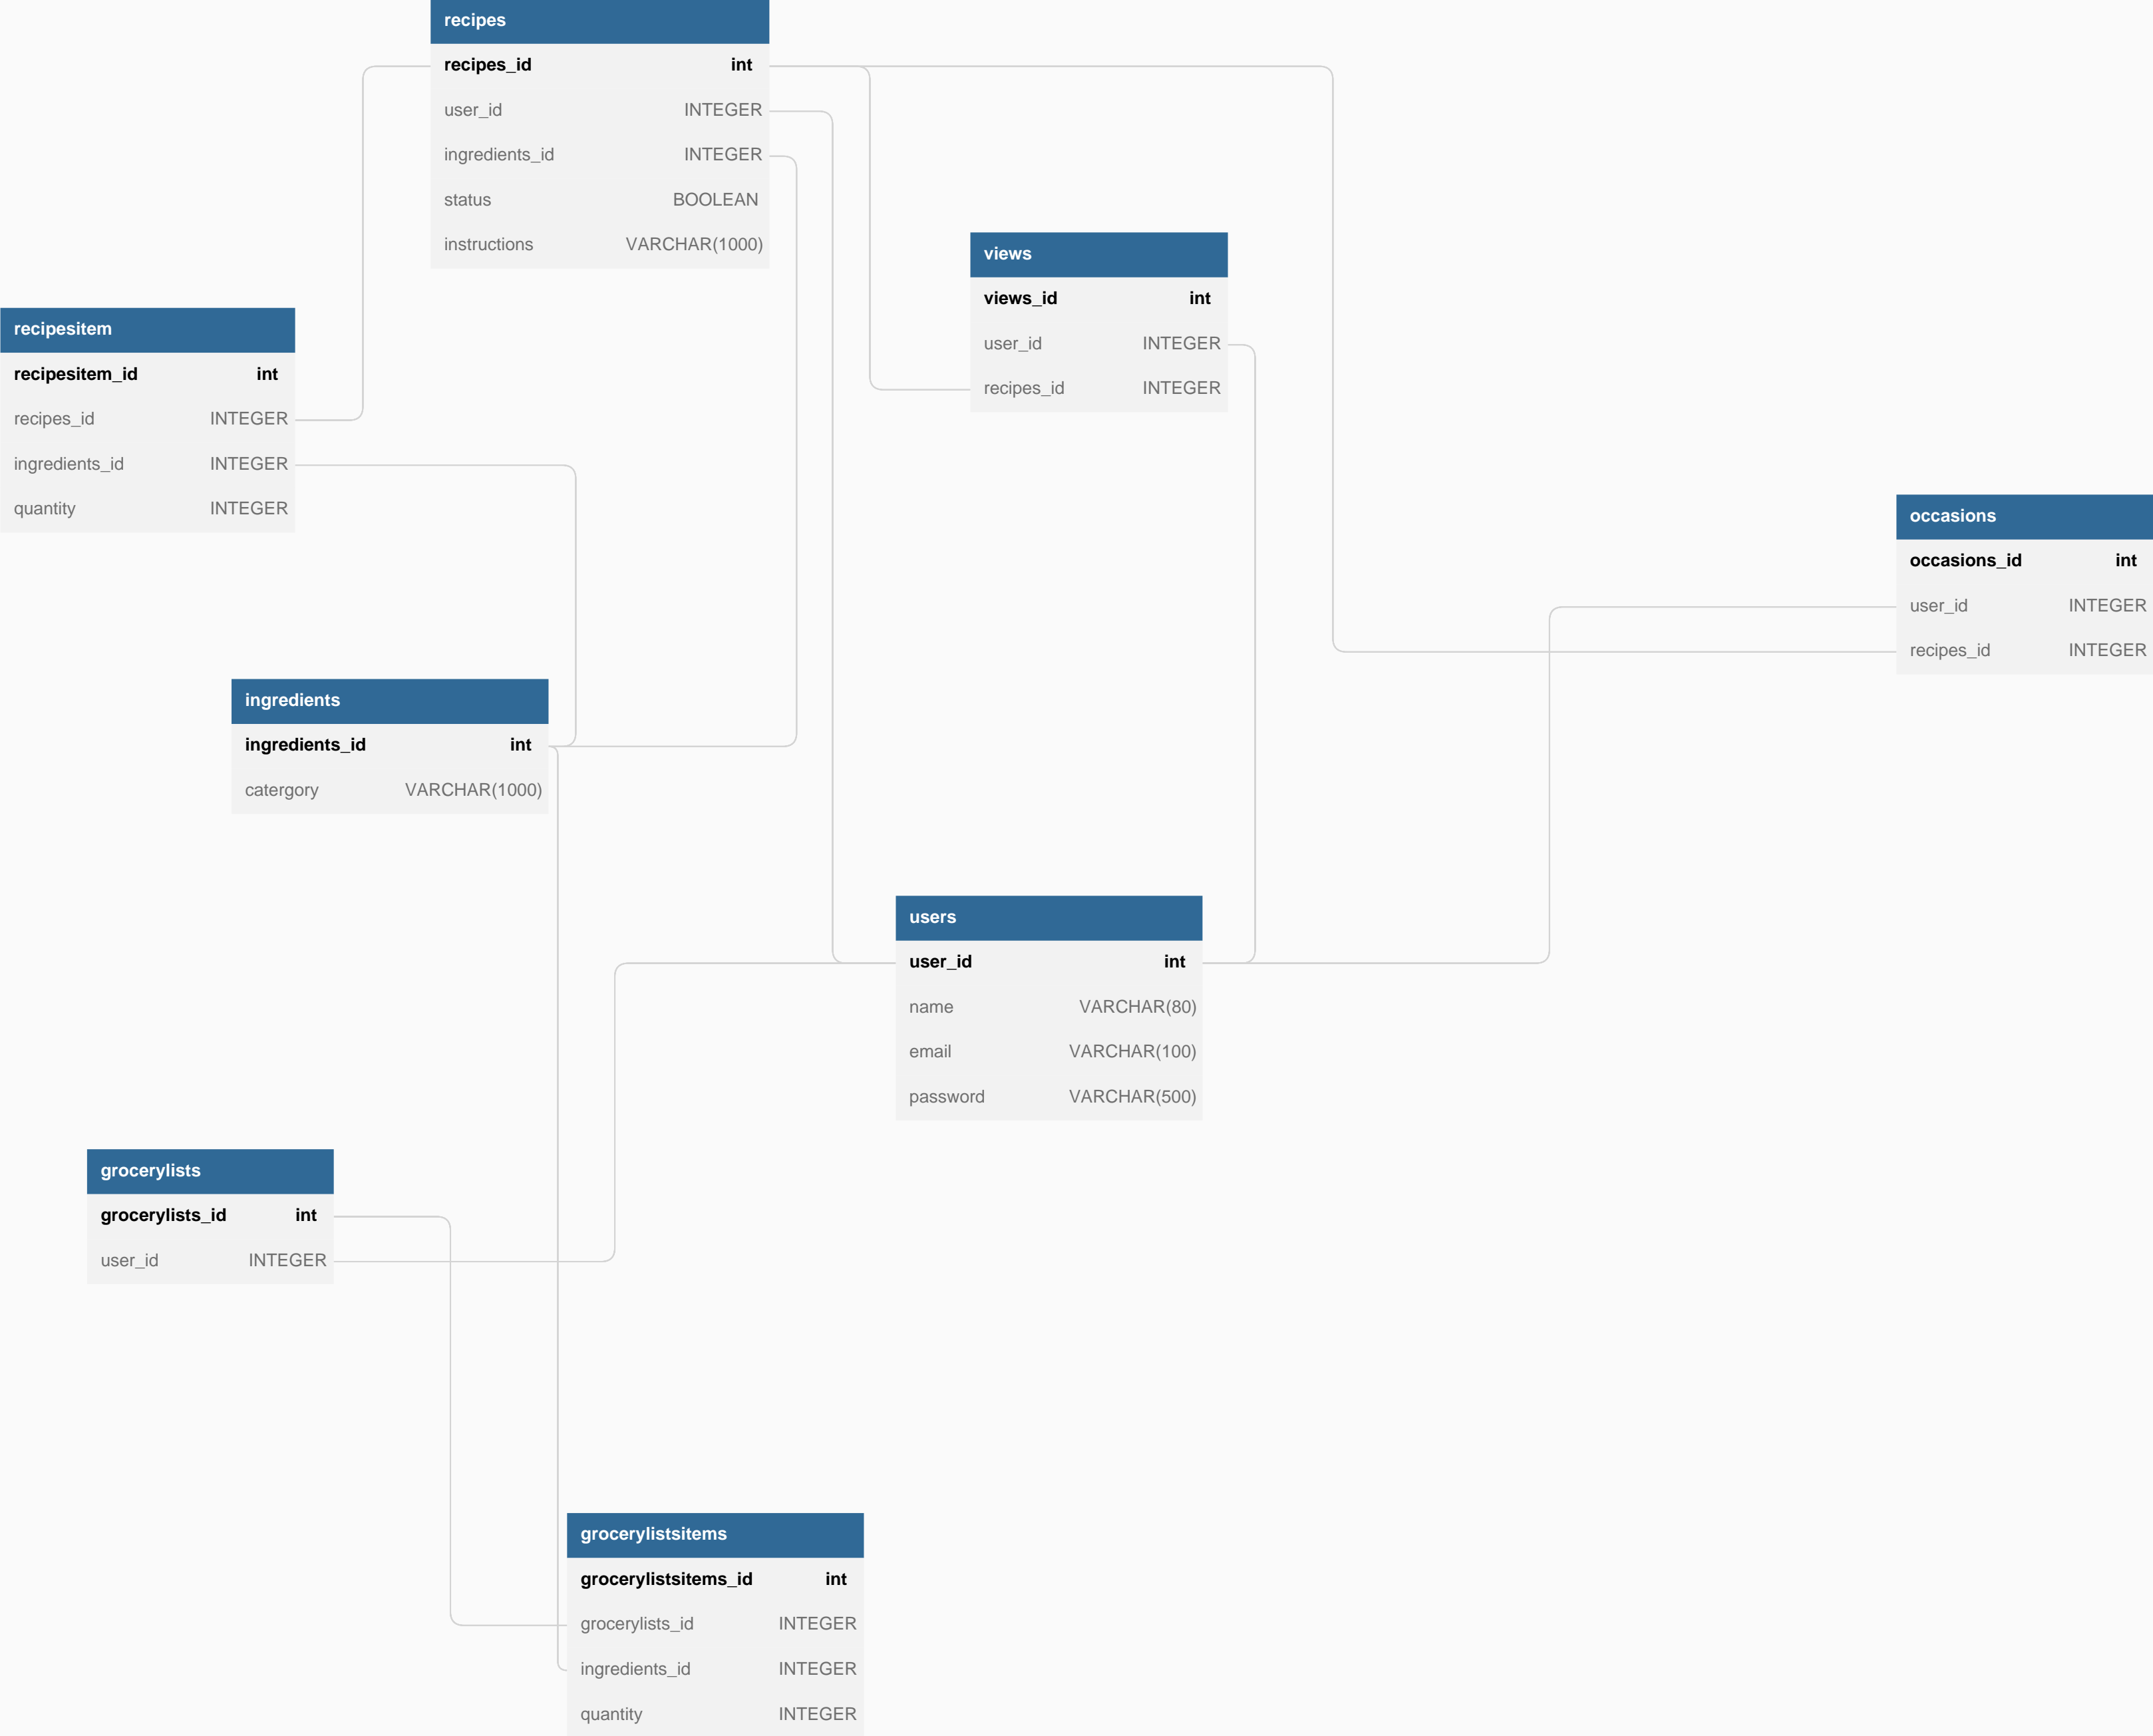 recipes
recipes_id int
user_id INTEGER
ingredients_id INTEGER
status BOOLEAN
instructions VARCHAR(1000)
views
views_id int
user_id INTEGER
recipes_id INTEGER
recipesitem
recipesitem_id int
recipes_id INTEGER
ingredients_id INTEGER
quantity INTEGER
occasions
occasions_id int
user_id INTEGER
recipes_id INTEGER
ingredients
ingredients_id int
catergory VARCHAR(1000)
users
user_id int
name VARCHAR(80)
email VARCHAR(100)
password VARCHAR(500)
grocerylists
grocerylists_id int
user_id INTEGER
grocerylistsitems
grocerylistsitems_id int
grocerylists_id INTEGER
ingredients_id INTEGER
quantity INTEGER